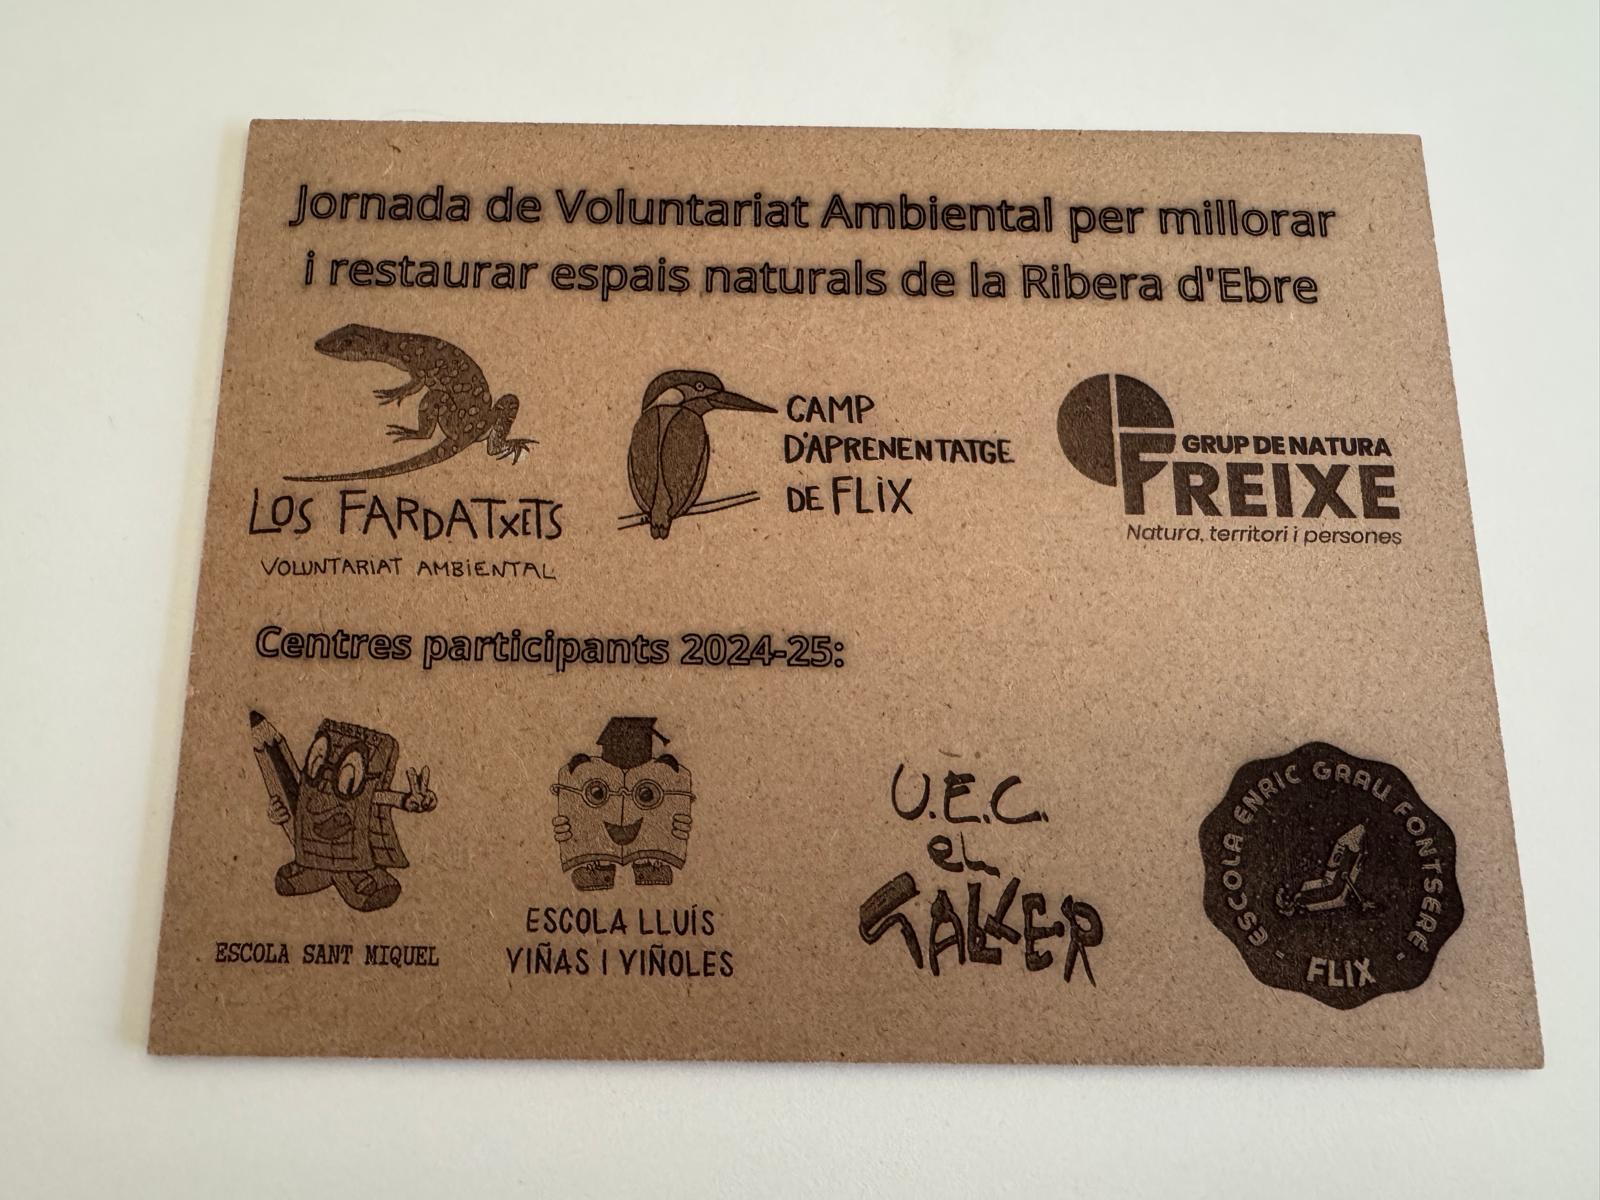 Jornada de Voluntariat Ambiental per millorar
i restaurar espais naturals de la Ribera d'Ebre
LOS FARDATXETS
VOLUNTARIAT AMBIENTAL
CAMP
D'APRENENTATGE
DE FLIX
GRUP DE NATURA
FREIXE
Natura, territori i persones
Centres participants 2024-25:
ESCOLA SANT MIQUEL
ESCOLA LLUÍS
VIÑAS I VIÑOLES
U.E.C.
eL
TALLER
ESCOLA ENRIC GRAU FONTSERE
- FLIX -